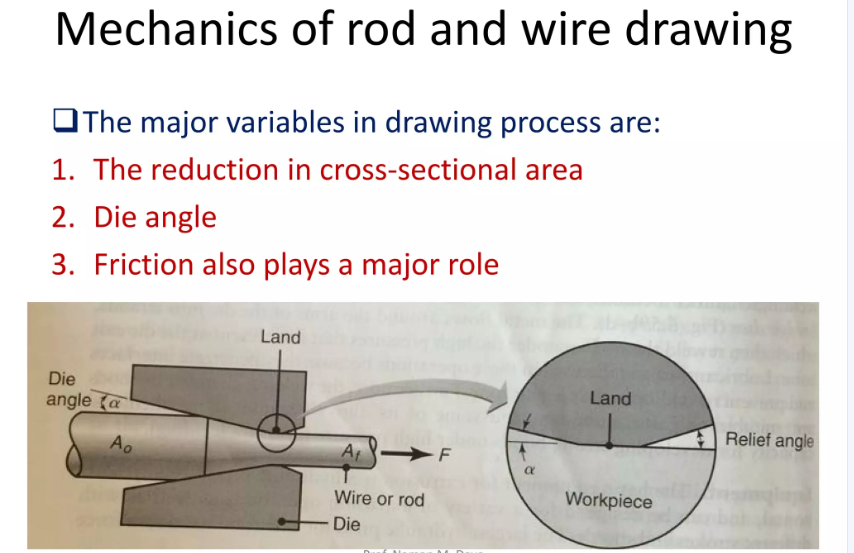 Mechanics of rod and wire drawing
❑The major variables in drawing process are:
1. The reduction in cross-sectional area
2. Die angle
3. Friction also plays a major role
Land
Die
angle α
Land
A₀
A_f
F
Relief angle
α
Wire or rod
Workpiece
Die